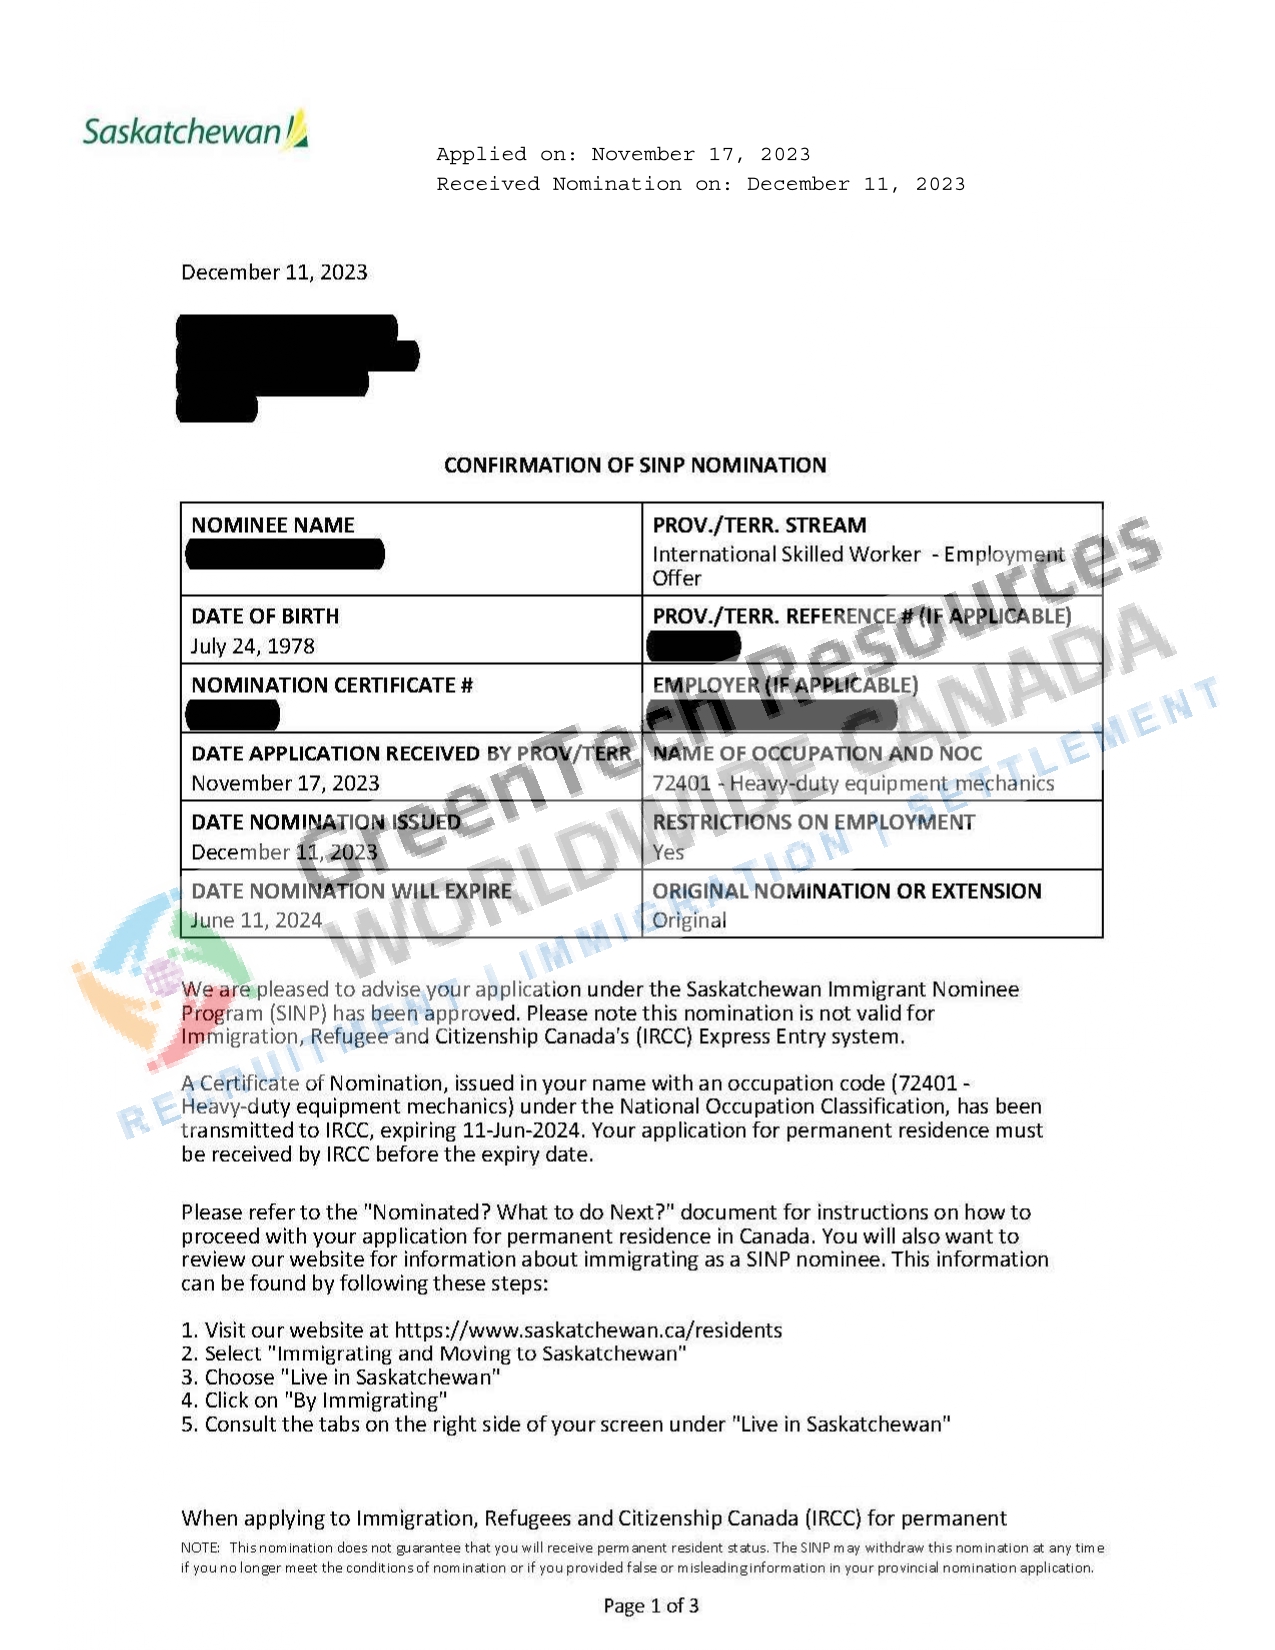 Saskatchewan
Applied on: November 17, 2023
Received Nomination on: December 11, 2023
December 11, 2023
CONFIRMATION OF SINP NOMINATION
NOMINEE NAME
PROV./TERR. STREAM
International Skilled Worker - Employment
Offer
DATE OF BIRTH
July 24, 1978
PROV./TERR. REFERENCE # (IF APPLICABLE)
NOMINATION CERTIFICATE #
EMPLOYER (IF APPLICABLE)
DATE APPLICATION RECEIVED BY PROV/TERR
November 17, 2023
NAME OF OCCUPATION AND NOC
72401 - Heavy-duty equipment mechanics
DATE NOMINATION ISSUED
December 11, 2023
RESTRICTIONS ON EMPLOYMENT
Yes
DATE NOMINATION WILL EXPIRE
June 11, 2024
ORIGINAL NOMINATION OR EXTENSION
Original
GreenTech Resources
WORLDWIDE CANADA
RECRUITMENT | IMMIGRATION | SETTLEMENT
We are pleased to advise your application under the Saskatchewan Immigrant Nominee
Program (SINP) has been approved. Please note this nomination is not valid for
Immigration, Refugee and Citizenship Canada's (IRCC) Express Entry system.
A Certificate of Nomination, issued in your name with an occupation code (72401 -
Heavy-duty equipment mechanics) under the National Occupation Classification, has been
transmitted to IRCC, expiring 11-Jun-2024. Your application for permanent residence must
be received by IRCC before the expiry date.
Please refer to the "Nominated? What to do Next?" document for instructions on how to
proceed with your application for permanent residence in Canada. You will also want to
review our website for information about immigrating as a SINP nominee. This information
can be found by following these steps:
1. Visit our website at https://www.saskatchewan.ca/residents
2. Select "Immigrating and Moving to Saskatchewan"
3. Choose "Live in Saskatchewan"
4. Click on "By Immigrating"
5. Consult the tabs on the right side of your screen under "Live in Saskatchewan"
When applying to Immigration, Refugees and Citizenship Canada (IRCC) for permanent
NOTE: This nomination does not guarantee that you will receive permanent resident status. The SINP may withdraw this nomination at any time
if you no longer meet the conditions of nomination or if you provided false or misleading information in your provincial nomination application.
Page 1 of 3